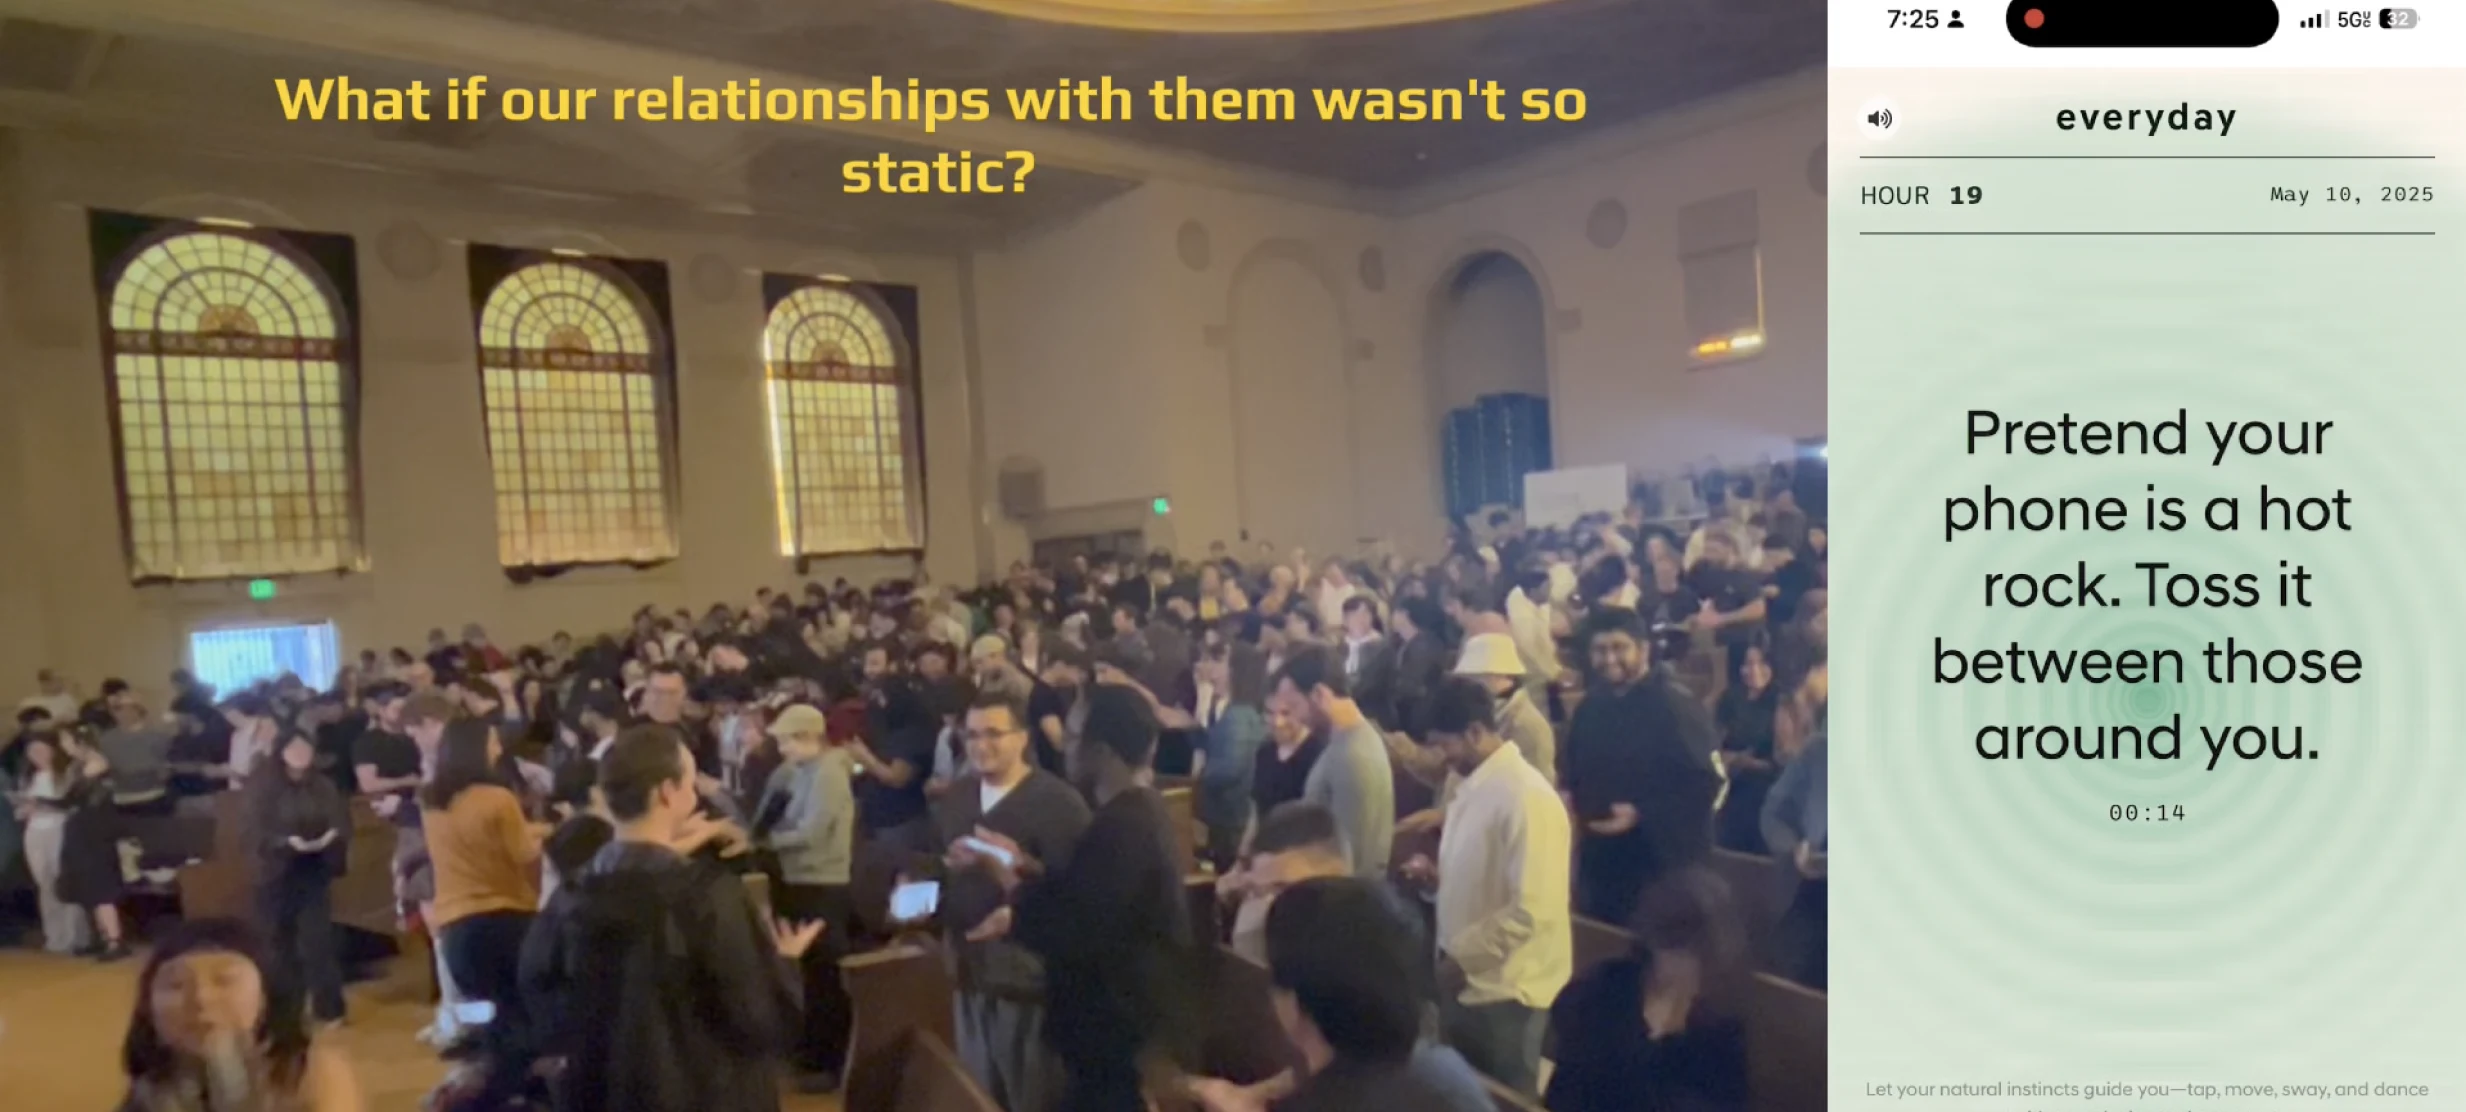 What if our relationships with them wasn't so
static?
7:25
5G
32
everyday
HOUR 19
May 10, 2025
Pretend your
phone is a hot
rock. Toss it
between those
around you.
00:14
Let your natural instincts guide you—tap, move, sway, and dance